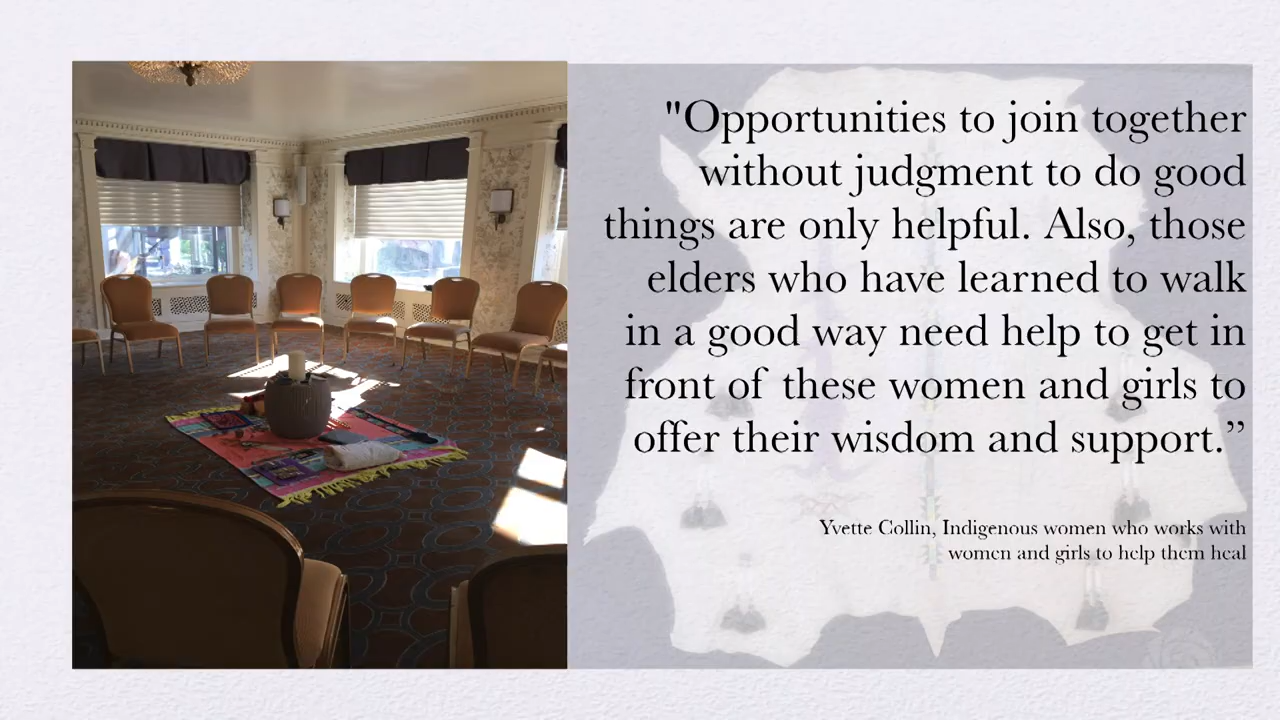 "Opportunities to join together
without judgment to do good
things are only helpful. Also, those
elders who have learned to walk
in a good way need help to get in
front of these women and girls to
offer their wisdom and support.”
Yvette Collin, Indigenous women who works with
women and girls to help them heal